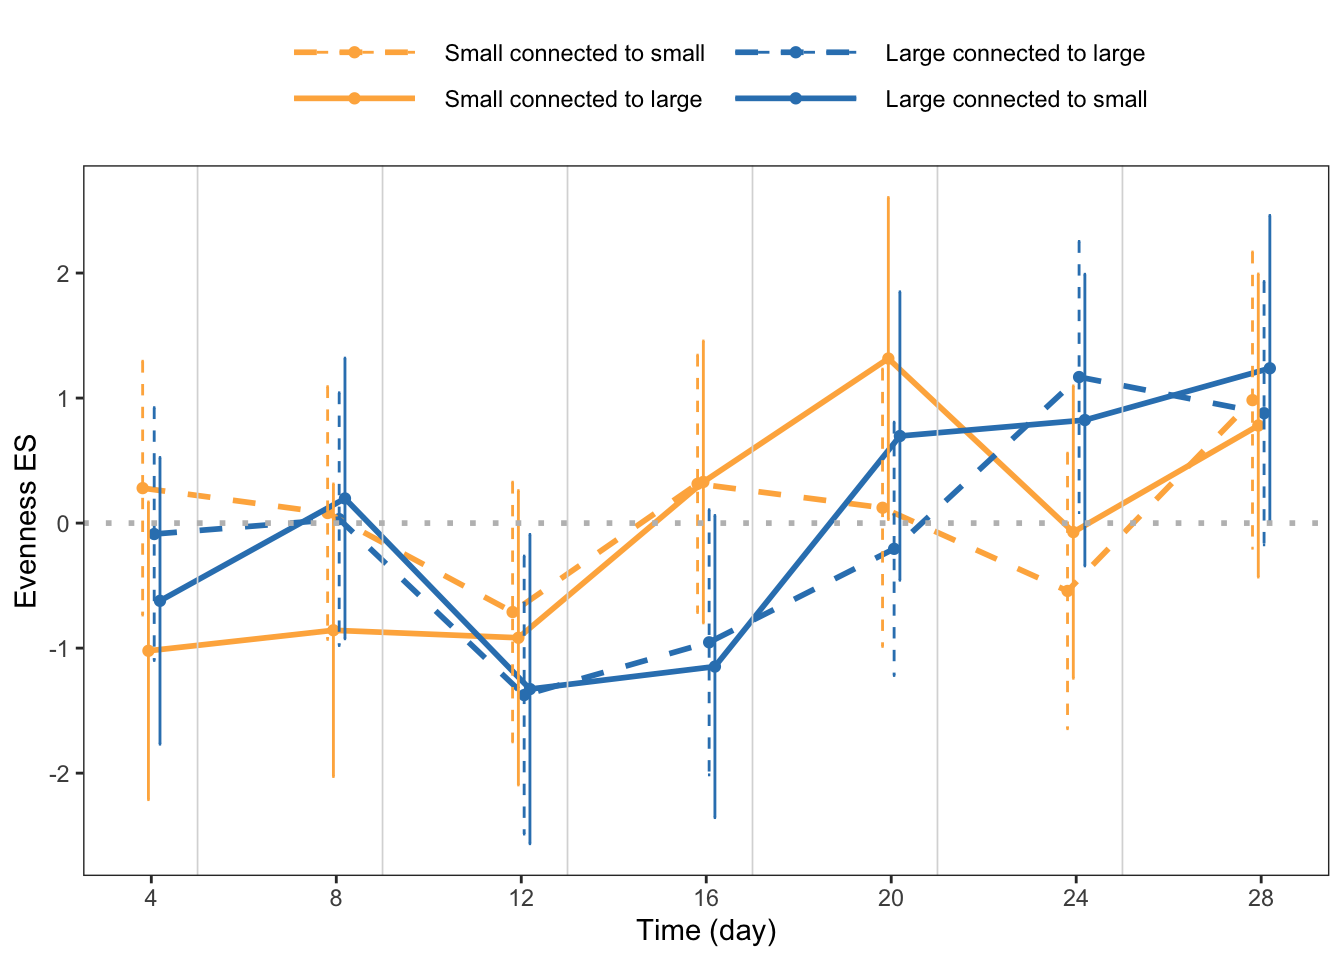 Small connected to small Large connected to large
Small connected to large Large connected to small
2
1
0
-1
-2
Evenness ES
4 8 12 16 20 24 28
Time (day)